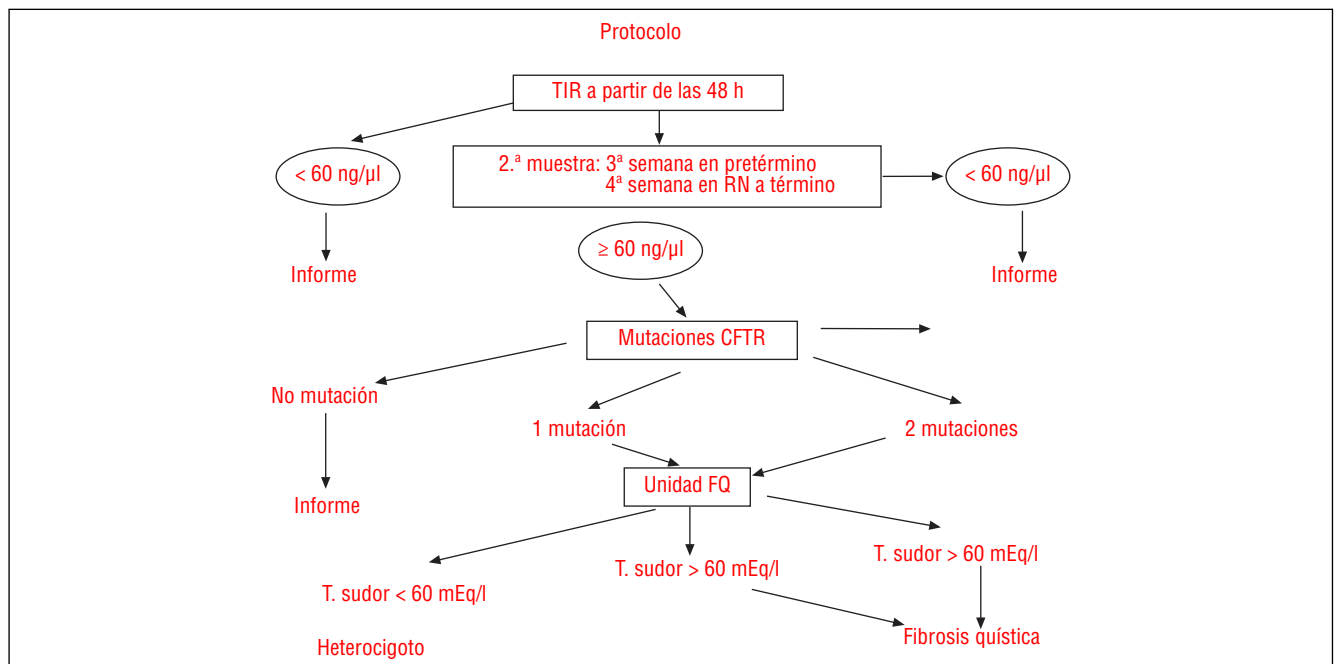 Protocolo
TIR a partir de las 48 h
< 60 ng/µl
2.ª muestra: 3ª semana en pretérmino
4ª semana en RN a término
< 60 ng/µl
≥ 60 ng/µl
Informe
Informe
Mutaciones CFTR
No mutación
1 mutación
2 mutaciones
Unidad FQ
Informe
T. sudor > 60 mEq/l
T. sudor > 60 mEq/l
T. sudor < 60 mEq/l
Fibrosis quística
Heterocigoto